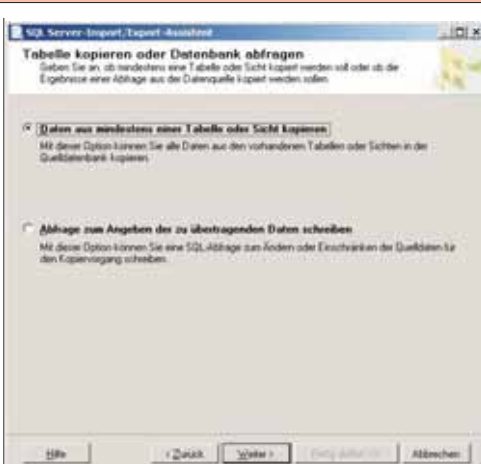 SQL Server-Import/Export-Assistent
Tabelle kopieren oder Datenbank abfragen
Geben Sie an, ob mindestens eine Tabelle oder Sicht kopiert werden soll oder ob die
Ergebnisse einer Abfrage aus der Datenquelle kopiert werden sollen.
Daten aus mindestens einer Tabelle oder Sicht kopieren
Mit dieser Option können Sie alle Daten aus den vorhandenen Tabellen oder Sichten in der
Quelldatenbank kopieren.
Abfrage zum Angeben der zu übertragenden Daten schreiben
Mit dieser Option können Sie eine SQL-Abfrage zum Ändern oder Einschränken der Quelldaten für
den Kopiervorgang schreiben.
Hilfe
< Zurück
Weiter >
Abbrechen